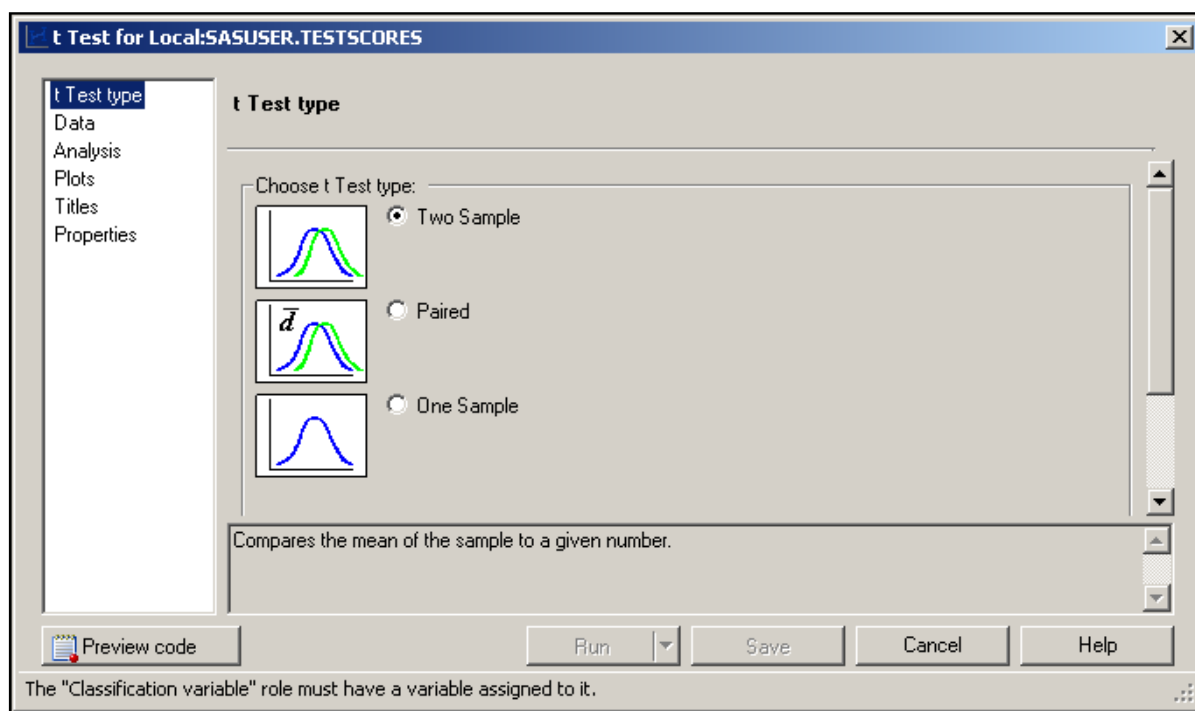 t Test for Local:SASUSER.TESTSCORES
t Test type
Data
Analysis
Plots
Titles
Properties
t Test type
Choose t Test type:
Two Sample
d
Paired
One Sample
Compares the mean of the sample to a given number.
Preview code
Run
Save
Cancel
Help
The "Classification variable" role must have a variable assigned to it.